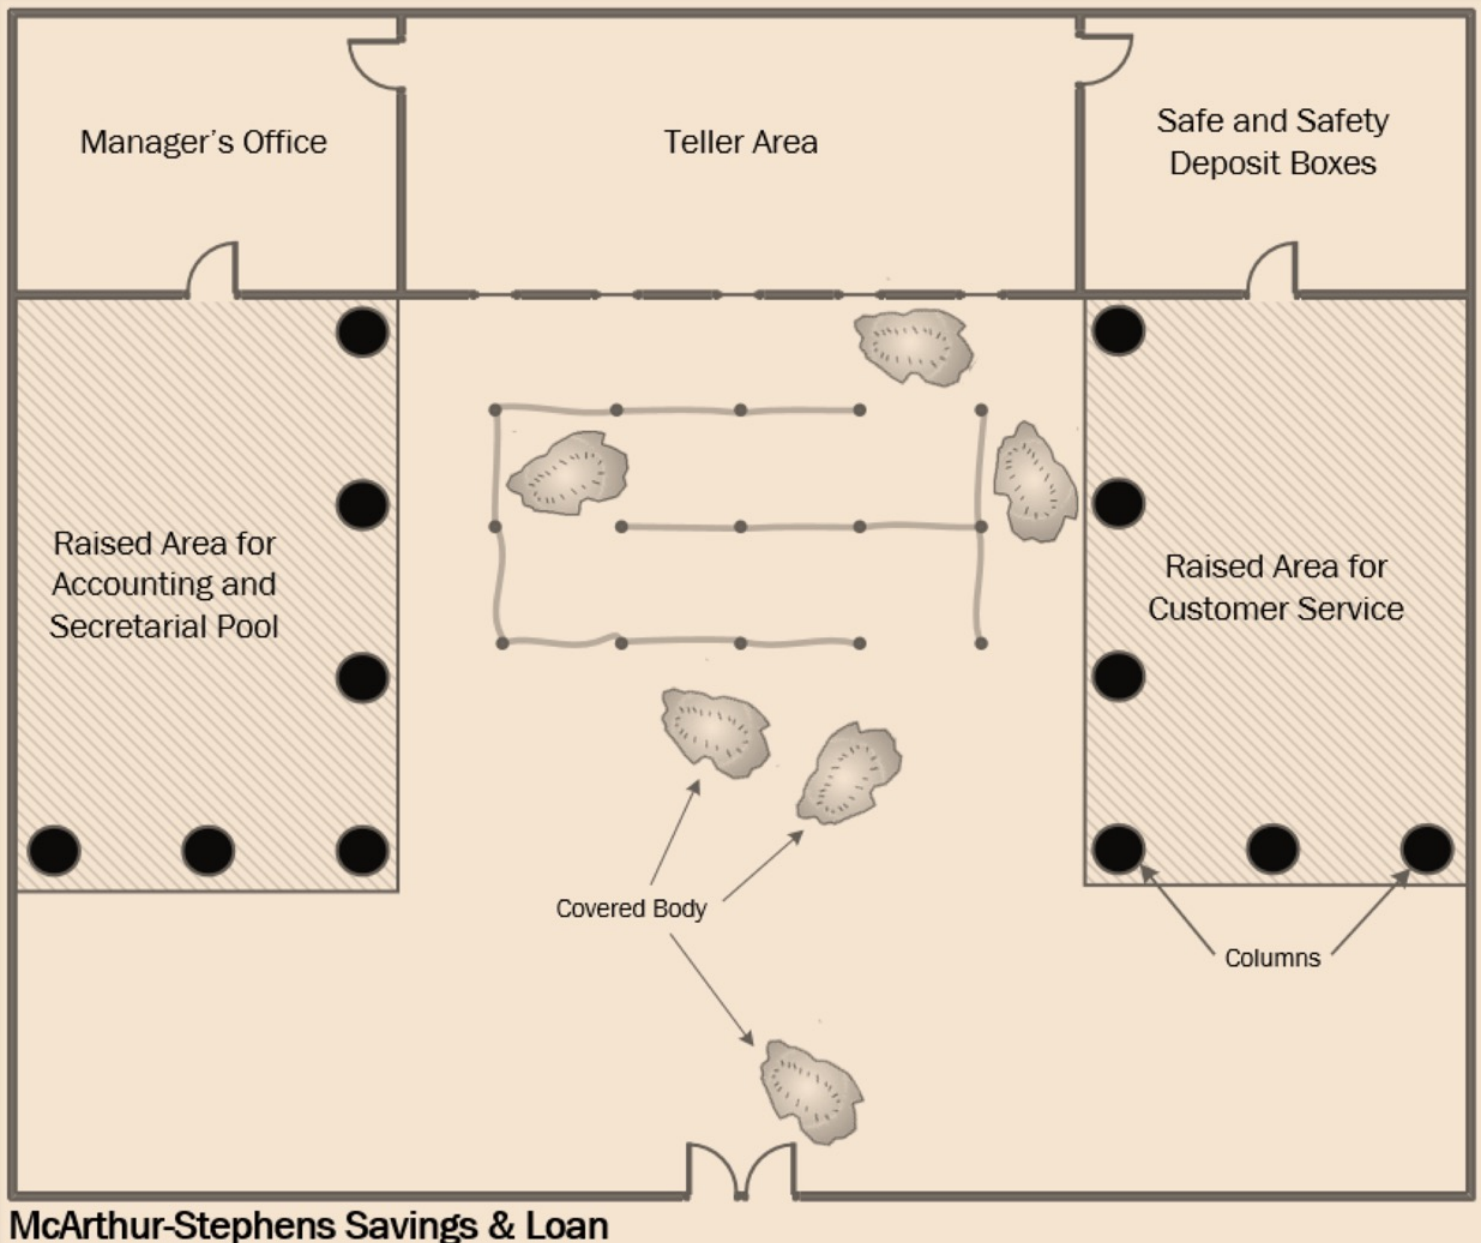 Manager's Office
Teller Area
Safe and Safety
Deposit Boxes
Raised Area for
Accounting and
Secretarial Pool
Raised Area for
Customer Service
Covered Body
Columns
McArthur-Stephens Savings & Loan